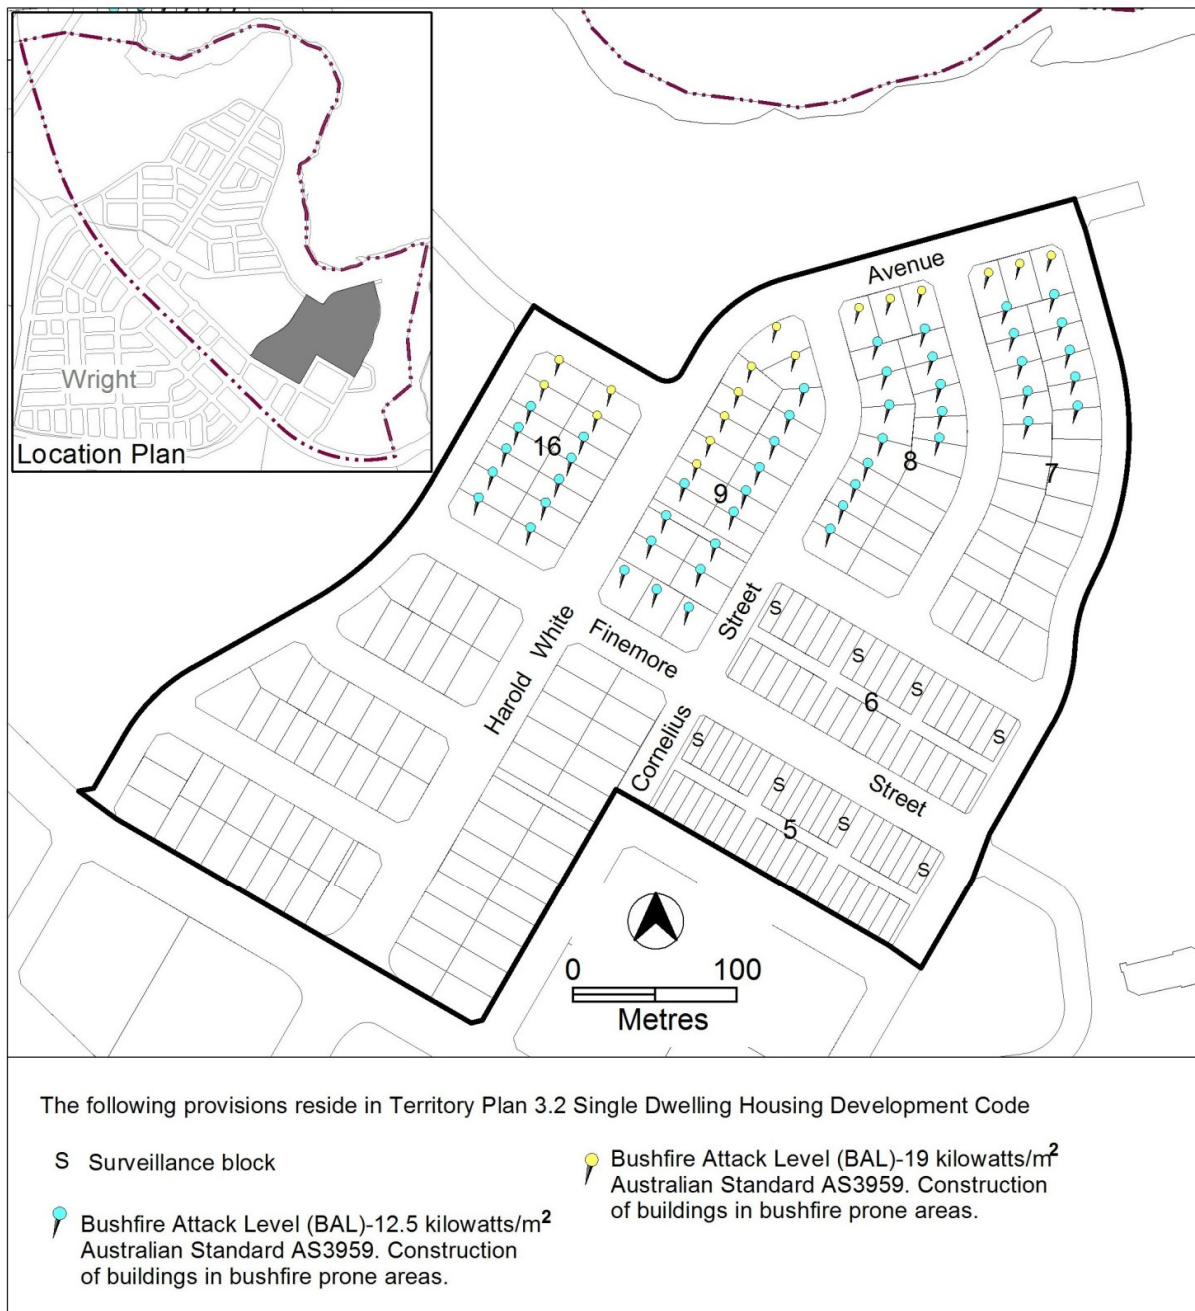 Wright
Location Plan
Avenue
16
9
8
7
Harold White
Finemore
Street
Cornelius
Street
S
S
S
S
6
S
S
S
S
5
0 100
Metres
The following provisions reside in Territory Plan 3.2 Single Dwelling Housing Development Code
S Surveillance block
Bushfire Attack Level (BAL)-12.5 kilowatts/m²
Australian Standard AS3959. Construction
of buildings in bushfire prone areas.
Bushfire Attack Level (BAL)-19 kilowatts/m²
Australian Standard AS3959. Construction
of buildings in bushfire prone areas.